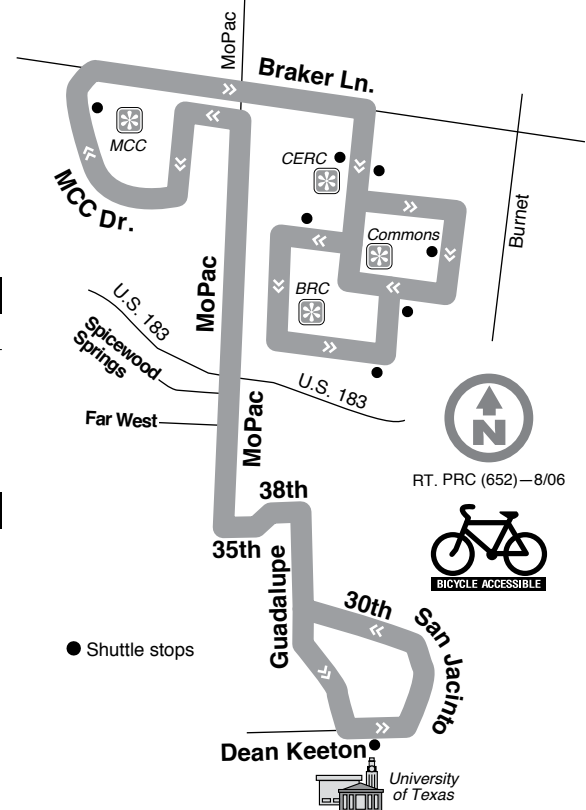 MoPac
Braker Ln.
MCC
CERC
MCC Dr.
Burnet
Commons
MoPac
BRC
U.S. 183
Spicewood
Springs
U.S. 183
Far West
MoPac
N
RT. PRC (652)—8/06
38th
35th
BICYCLE ACCESSIBLE
Guadalupe
30th
San Jacinto
Shuttle stops
Dean Keeton
University
of Texas